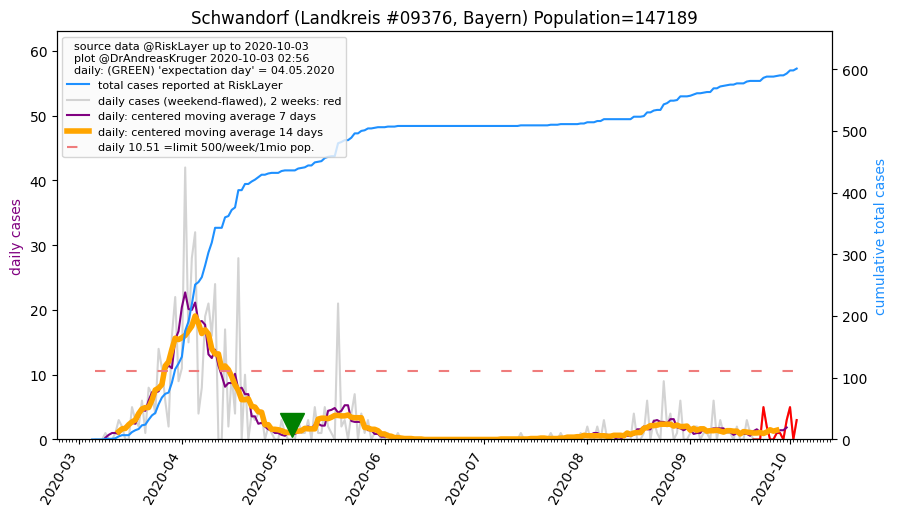 Schwandorf (Landkreis #09376, Bayern) Population=147189
source data @RiskLayer up to 2020-10-03
plot @DrAndreasKruger 2020-10-03 02:56
daily: (GREEN) 'expectation day' = 04.05.2020
total cases reported at RiskLayer
daily cases (weekend-flawed), 2 weeks: red
daily: centered moving average 7 days
daily: centered moving average 14 days
daily 10.51 =limit 500/week/1mio pop.
daily cases
60
50
40
30
20
10
0
cumulative total cases
600
500
400
300
200
100
0
2020-03
2020-04
2020-05
2020-06
2020-07
2020-08
2020-09
2020-10